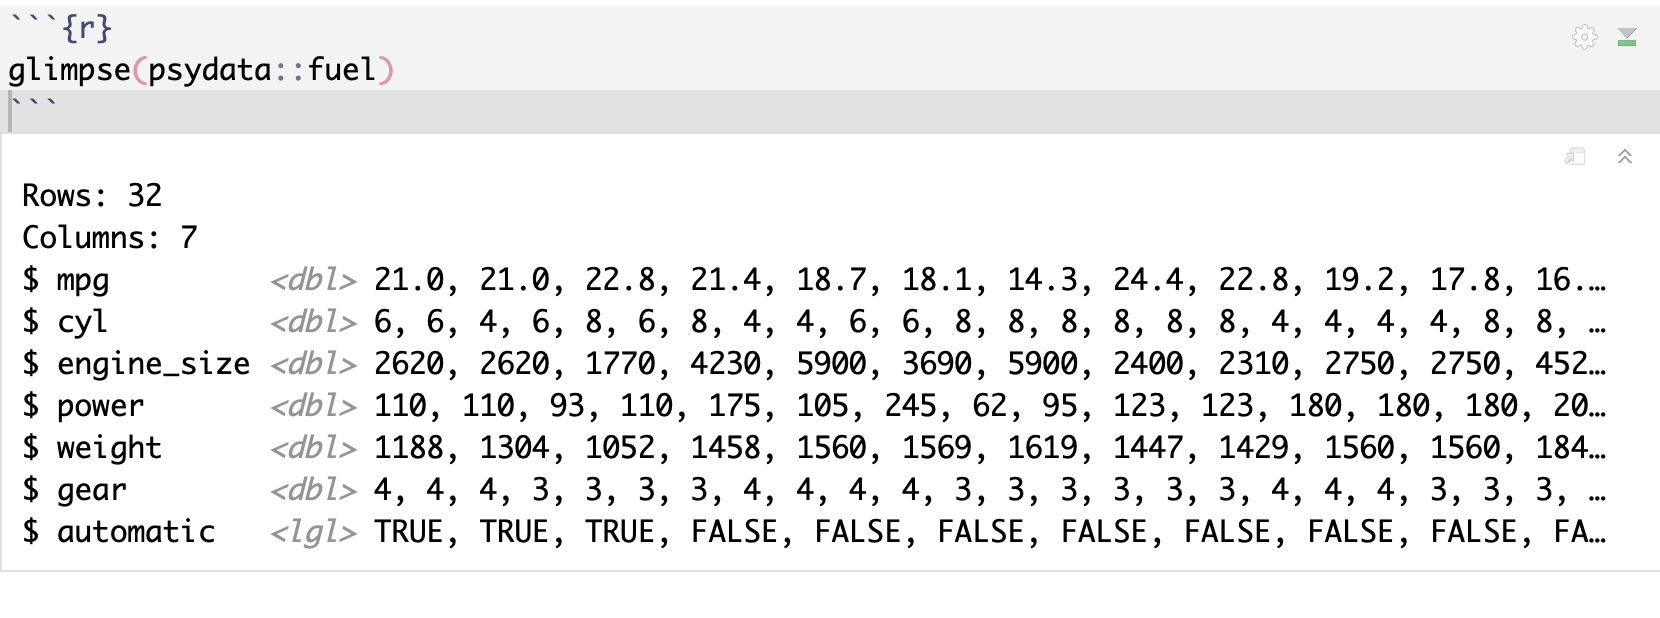 ```{r}
glimpse(psydata::fuel)
```
Rows: 32
Columns: 7
$ mpg <dbl> 21.0, 21.0, 22.8, 21.4, 18.7, 18.1, 14.3, 24.4, 22.8, 19.2, 17.8, 16.…
$ cyl <dbl> 6, 6, 4, 6, 8, 6, 8, 4, 4, 6, 6, 8, 8, 8, 8, 8, 8, 4, 4, 4, 4, 8, 8, …
$ engine_size <dbl> 2620, 2620, 1770, 4230, 5900, 3690, 5900, 2400, 2310, 2750, 2750, 452…
$ power <dbl> 110, 110, 93, 110, 175, 105, 245, 62, 95, 123, 123, 180, 180, 180, 20…
$ weight <dbl> 1188, 1304, 1052, 1458, 1560, 1569, 1619, 1447, 1429, 1560, 1560, 184…
$ gear <dbl> 4, 4, 4, 3, 3, 3, 3, 4, 4, 4, 4, 3, 3, 3, 3, 3, 3, 4, 4, 4, 3, 3, 3, …
$ automatic <lgl> TRUE, TRUE, TRUE, FALSE, FALSE, FALSE, FALSE, FALSE, FALSE, FALSE, FA…